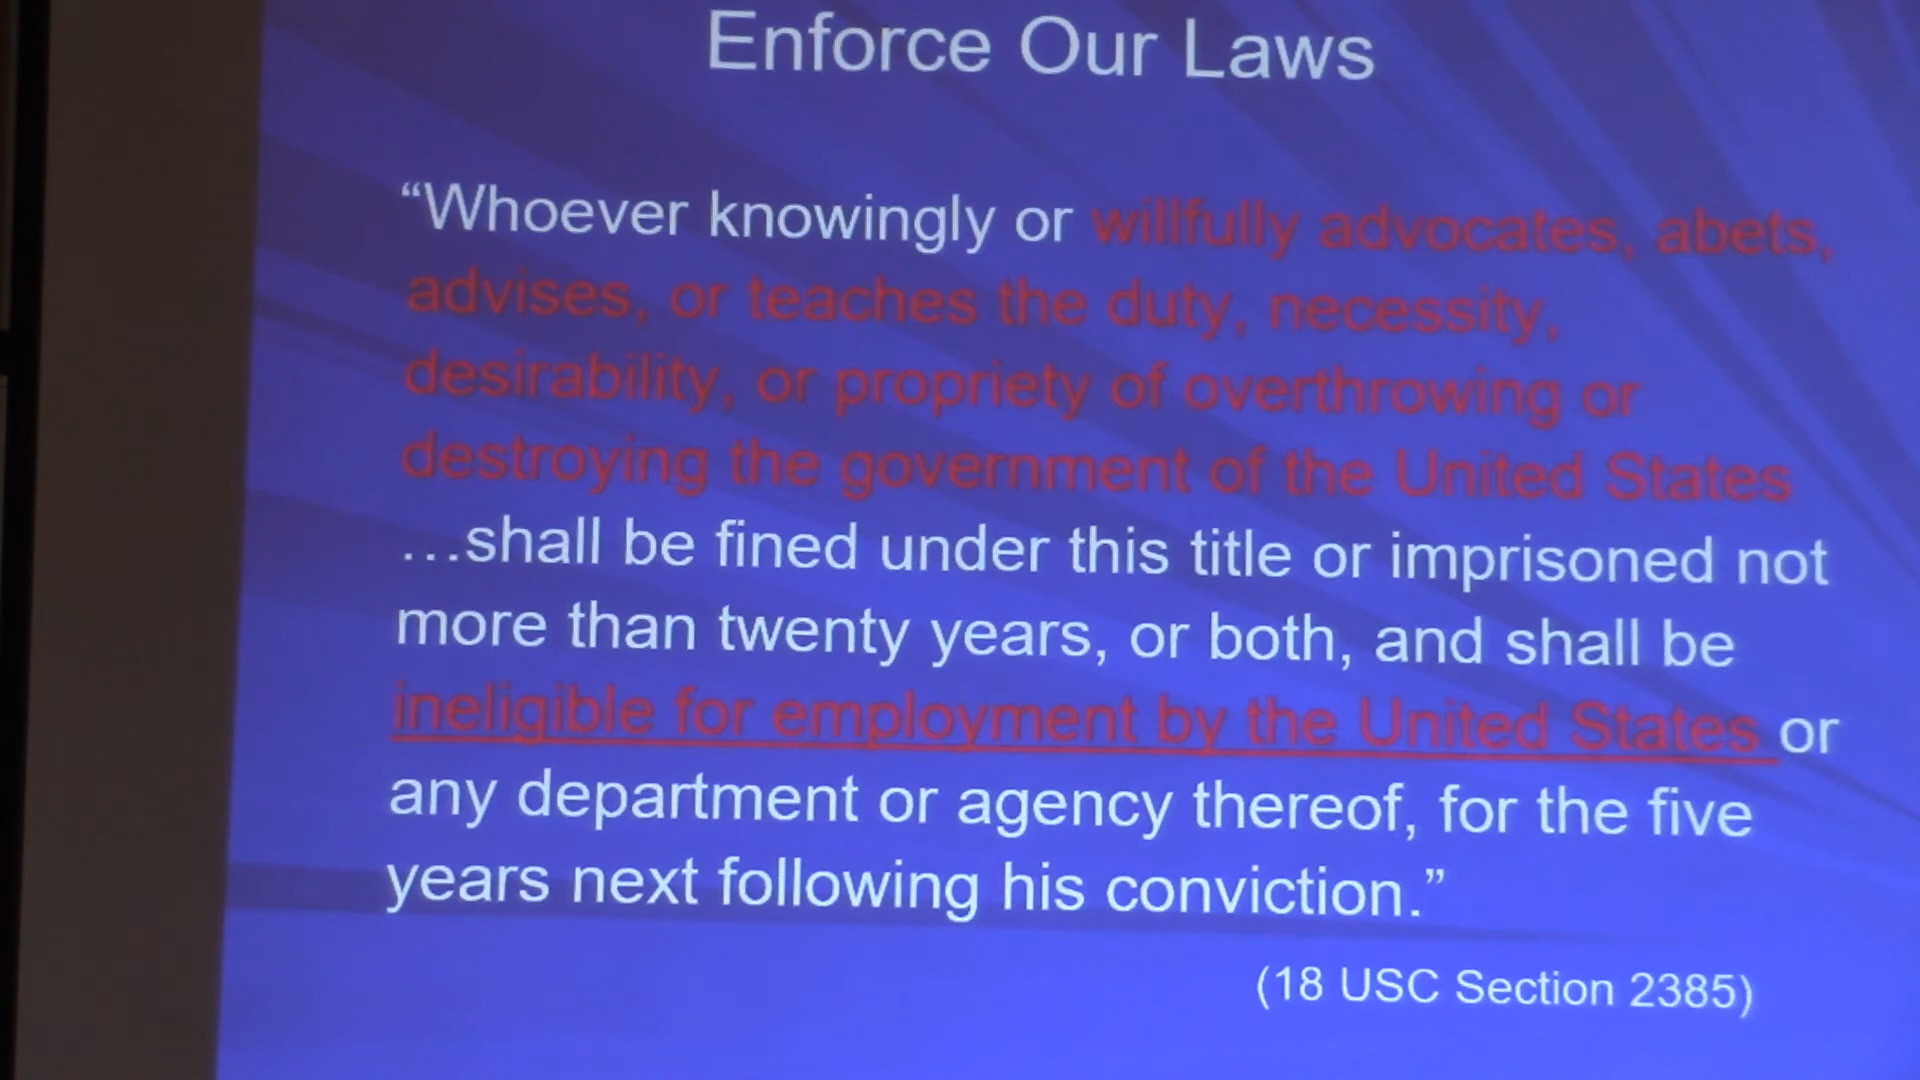 Enforce Our Laws
“Whoever knowingly or willfully advocates, abets,
advises, or teaches the duty, necessity,
desirability, or propriety of overthrowing or
destroying the government of the United States
…shall be fined under this title or imprisoned not
more than twenty years, or both, and shall be
ineligible for employment by the United States or
any department or agency thereof, for the five
years next following his conviction.”
(18 USC Section 2385)